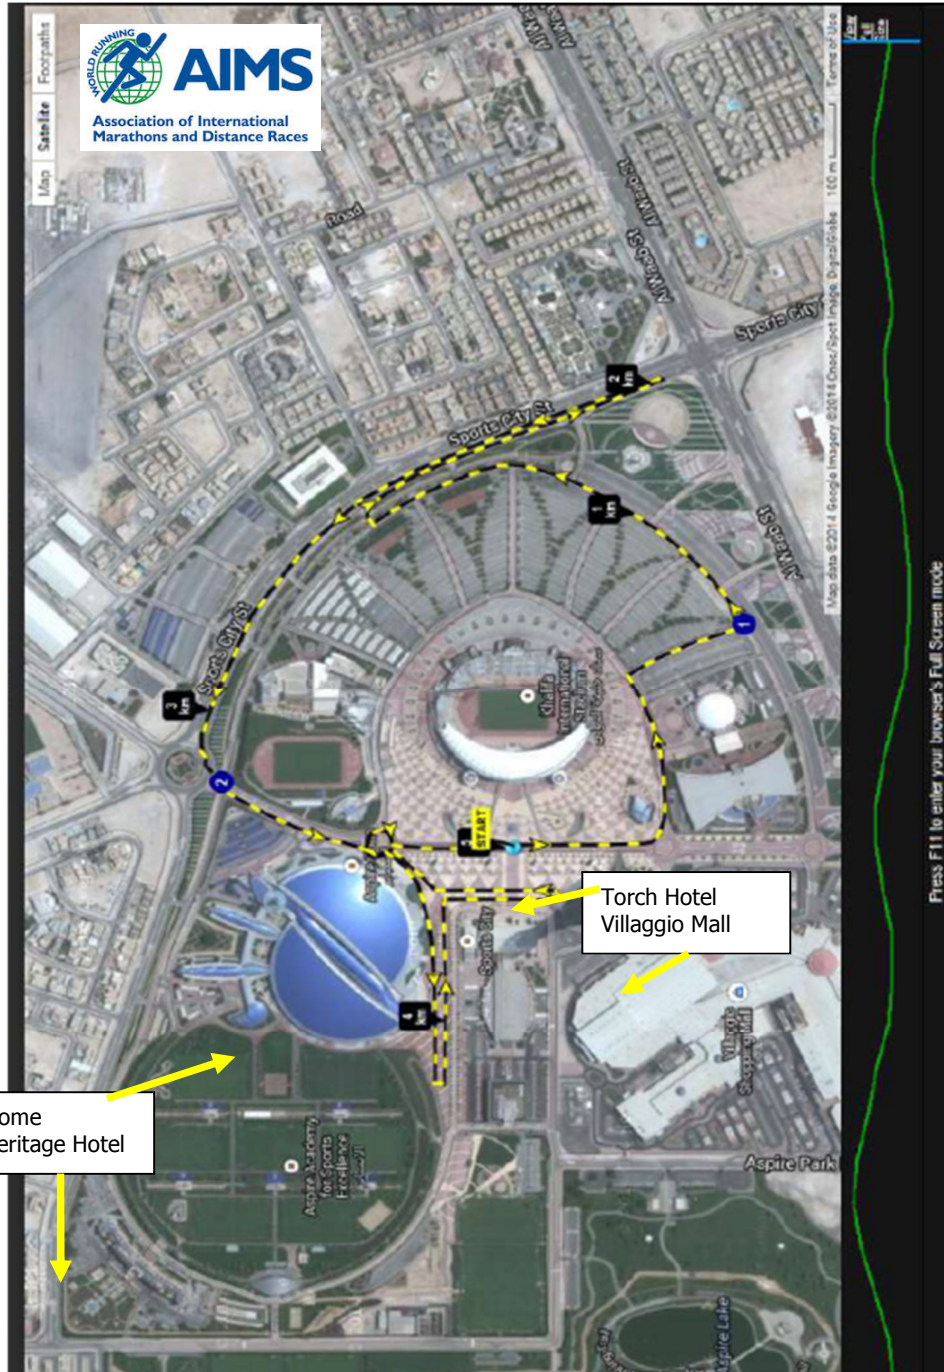 WORLD RUNNING
AIMS
Association of International
Marathons and Distance Races
Map
Satellite
Footpaths
Terms of Use
100 m
Map data ©2014 Google Imagery ©2014 Cnes/Spot Image, DigitalGlobe
Al Waab St
Al Waab St
Road
Sports City
Sports City St
2
km
1
km
Al Waab St
Sports City St
3
km
1
2
Khalifa
International
Stadium
START
5
Aspire
Sports City
Torch Hotel
Villaggio Mall
4
km
Villaggio
Shopping Mall
ome
eritage Hotel
Aspire Academy
for Sports
Excellence
Aspire Park
Aspire Lake
Press F11 to enter your browser's Full Screen mode